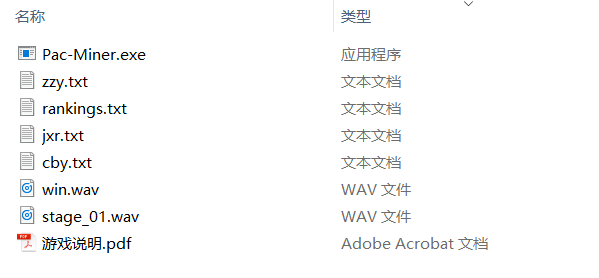 名称 类型
Pac-Miner.exe 应用程序
zzy.txt 文本文档
rankings.txt 文本文档
jxr.txt 文本文档
cby.txt 文本文档
win.wav WAV 文件
stage_01.wav WAV 文件
游戏说明.pdf Adobe Acrobat 文档